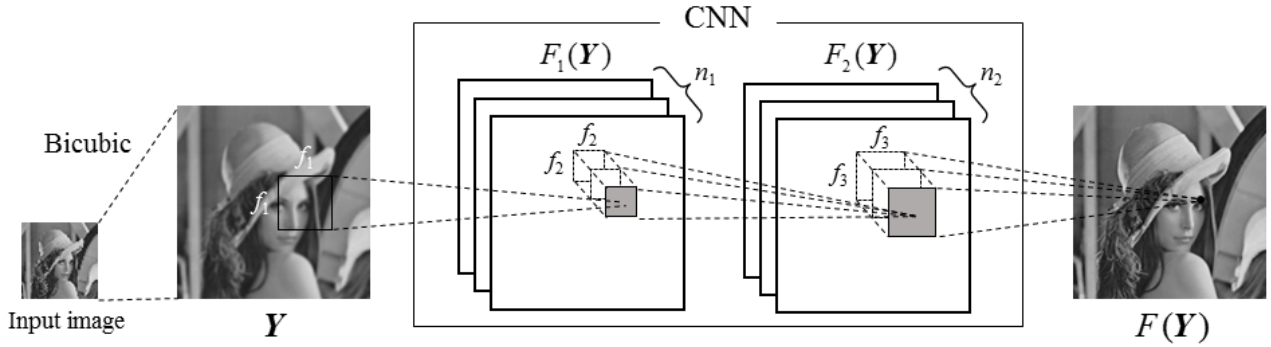 CNN
F₁(Y)
n₁
F₂(Y)
n₂
Bicubic
f₁
f₁
f₂
f₂
f₃
f₃
Input image
Y
F(Y)